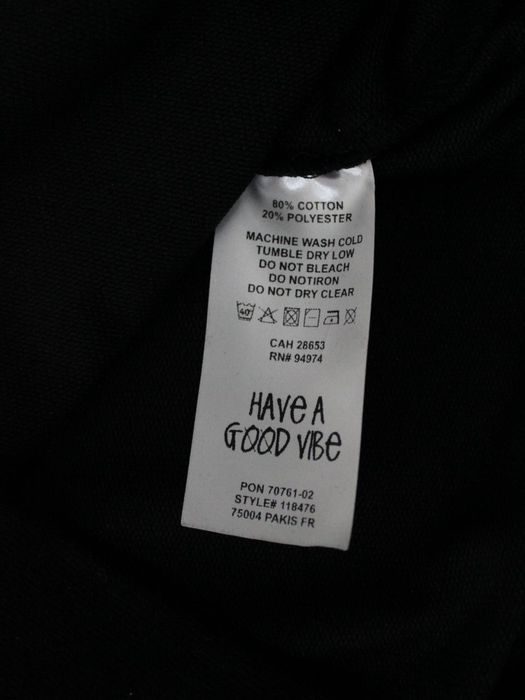 80% COTTON
20% POLYESTER
MACHINE WASH COLD
TUMBLE DRY LOW
DO NOT BLEACH
DO NOTIRON
DO NOT DRY CLEAR
40°
CAH 28653
RN# 94974
HAVE A
GOOD VIBE
PON 70761-02
STYLE# 118476
75004 PAKIS FR